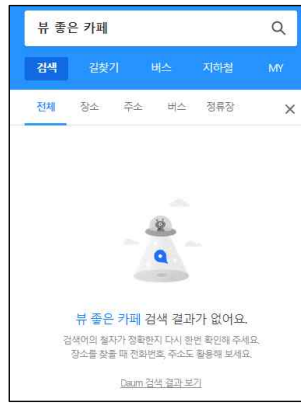 뷰 좋은 카페
검색 길찾기 버스 지하철 MY
전체 장소 주소 버스 정류장
뷰 좋은 카페 검색 결과가 없어요.
검색어의 철자가 정확한지 다시 한번 확인해 주세요.
장소를 찾을 때 전화번호, 주소도 활용해 보세요.
Daum 검색 결과 보기